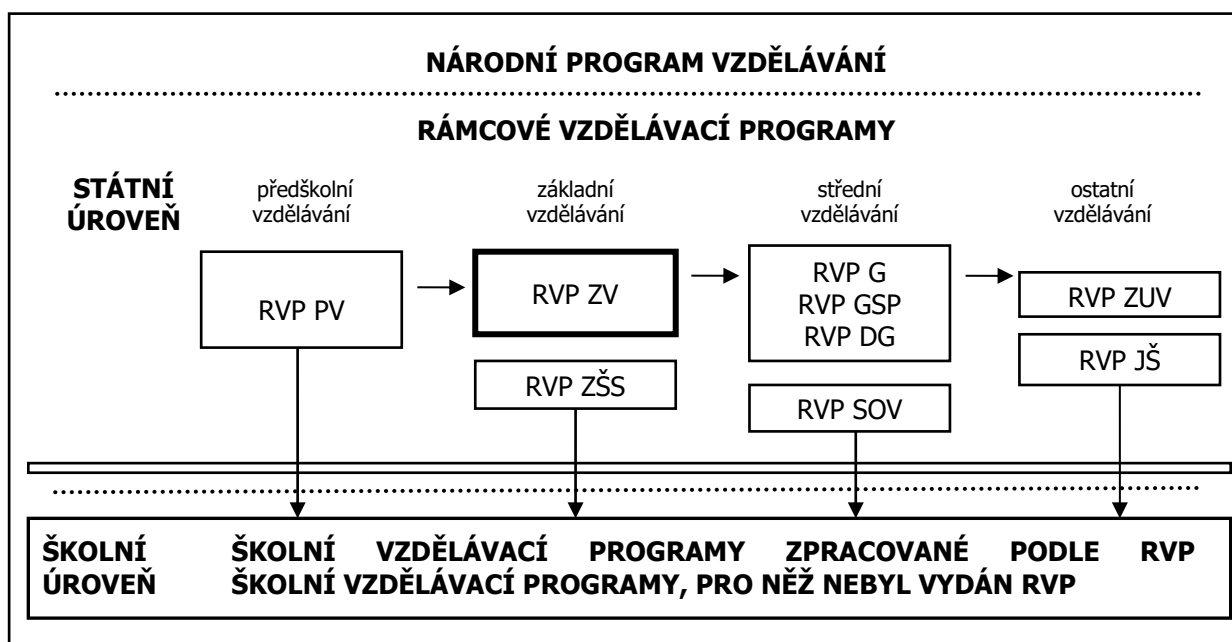 NÁRODNÍ PROGRAM VZDĚLÁVÁNÍ
RÁMCOVÉ VZDĚLÁVACÍ PROGRAMY
STÁTNÍ
ÚROVEŇ
předškolní
vzdělávání
základní
vzdělávání
střední
vzdělávání
ostatní
vzdělávání
RVP PV
RVP ZV
RVP ZŠS
RVP G
RVP GSP
RVP DG
RVP SOV
RVP ZUV
RVP JŠ
ŠKOLNÍ
ÚROVEŇ
ŠKOLNÍ VZDĚLÁVACÍ PROGRAMY ZPRACOVANÉ PODLE RVP
ŠKOLNÍ VZDĚLÁVACÍ PROGRAMY, PRO NĚŽ NEBYL VYDÁN RVP